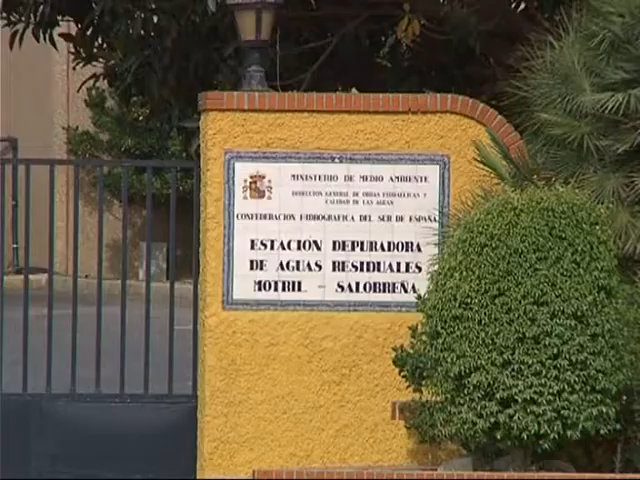 MINISTERIO DE MEDIO AMBIENTE
DIRECCION GENERAL DE OBRAS HIDRAULICAS Y
CALIDAD DE LAS AGUAS
CONFEDERACION HIDROGRAFICA DEL SUR DE ESPAÑA
ESTACIÓN DEPURADORA
DE AGUAS RESIDUALES
MOTRIL - SALOBREÑA